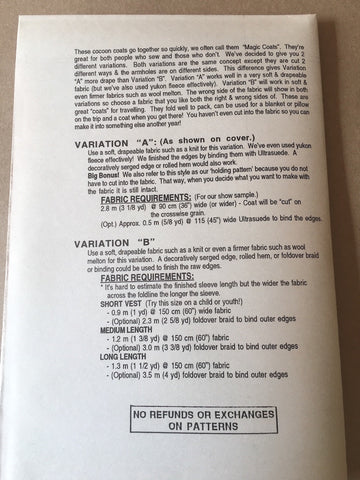 These cocoon coats go together so quickly, we often call them "Magic Coats". They're
great for both people who sew and those who don't. We've decided to give you 2
different variations. Both variations are the same concept except they are cut 2
different ways & the armholes are on different sides. This difference gives Variation
"A" more drape than Variation "B". Variation "A" works well in a very soft & drapeable
fabric (but we've also used yukon fleece effectively). Variation "B" will work in soft &
even firmer fabrics such as wool melton. The wrong side of the fabric will show in both
variations so choose a fabric that you like both the right & wrong sides of. These are
great "coats" for travelling. They fold well to pack, can be used for a blanket or pillow
on the trip and a coat when you get there! You haven't even cut into the fabric so you can
make it into something else another year!
VARIATION "A": (As shown on cover.)
Use a soft, drapeable fabric such as a knit for this variation. We've even used yukon
fleece effectively! We finished the edges by binding them with Ultrasuede. A
decoratively serged edge or rolled hem would also work.
Big Bonus! We also refer to this style as our "holding pattern" because you do not
have to cut into the fabric. That way, when you decide what you want to make with
the fabric it is still intact.
FABRIC REQUIREMENTS: (For our show sample.)
2.8 m (3 1/8 yd) @ 90 cm (36") wide (or wider) - Coat will be "cut" on
the crosswise grain.
(Opt.) Approx. 0.5 m (5/8 yd) @ 115 (45") wide Ultrasuede to bind the edges.
VARIATION "B"
Use a soft, drapeable fabric such as a knit or even a firmer fabric such as wool
melton for this variation. A decoratively serged edge, rolled hem, or foldover braid
or binding could be used to finish the raw edges.
FABRIC REQUIREMENTS:
* It's hard to estimate the finished sleeve length but the wider the fabric
across the foldline the longer the sleeve.
SHORT VEST (Try this size on a child or youth!)
- 0.9 m (1 yd) @ 150 cm (60") wide fabric
- (Optional) 2.3 m (2 5/8 yd) foldover braid to bind outer edges
MEDIUM LENGTH
- 1.2 m (1 3/8 yd) @ 150 cm (60") fabric
- (Optional) 3.0 m (3 3/8 yd) foldover braid to bind outer edges
LONG LENGTH
- 1.3 m (1 1/2 yd) @ 150 cm (60") fabric
- (Optional) 3.5 m (4 yd) foldover braid to bind outer edges
NO REFUNDS OR EXCHANGES
ON PATTERNS